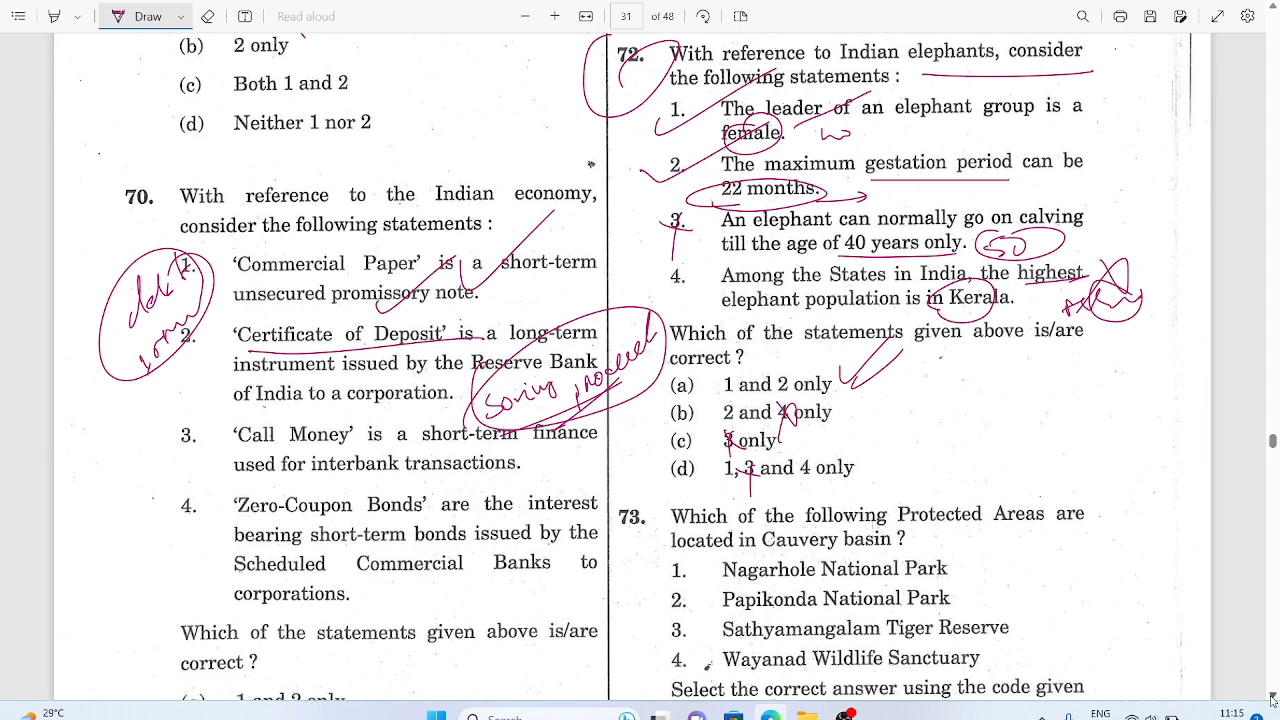 Draw
Read aloud
31 of 48
(b) 2 only
(c) Both 1 and 2
(d) Neither 1 nor 2
70. With reference to the Indian economy,
consider the following statements :
1. 'Commercial Paper' is a short-term
unsecured promissory note.
2. 'Certificate of Deposit' is a long-term
instrument issued by the Reserve Bank
of India to a corporation.
3. 'Call Money' is a short-term finance
used for interbank transactions.
4. 'Zero-Coupon Bonds' are the interest
bearing short-term bonds issued by the
Scheduled Commercial Banks to
corporations.
Which of the statements given above is/are
correct ?
(a) 1 and 2 only
72. With reference to Indian elephants, consider
the following statements :
1. The leader of an elephant group is a
female.
2. The maximum gestation period can be
22 months.
3. An elephant can normally go on calving
till the age of 40 years only.
50
4. Among the States in India, the highest
elephant population is in Kerala.
Which of the statements given above is/are
correct ?
(a) 1 and 2 only
(b) 2 and 4 only
(c) 3 only
(d) 1, 3 and 4 only
73. Which of the following Protected Areas are
located in Cauvery basin ?
1. Nagarhole National Park
2. Papikonda National Park
3. Sathyamangalam Tiger Reserve
4. Wayanad Wildlife Sanctuary
Select the correct answer using the code given
29°C
Search
ENG
11:15